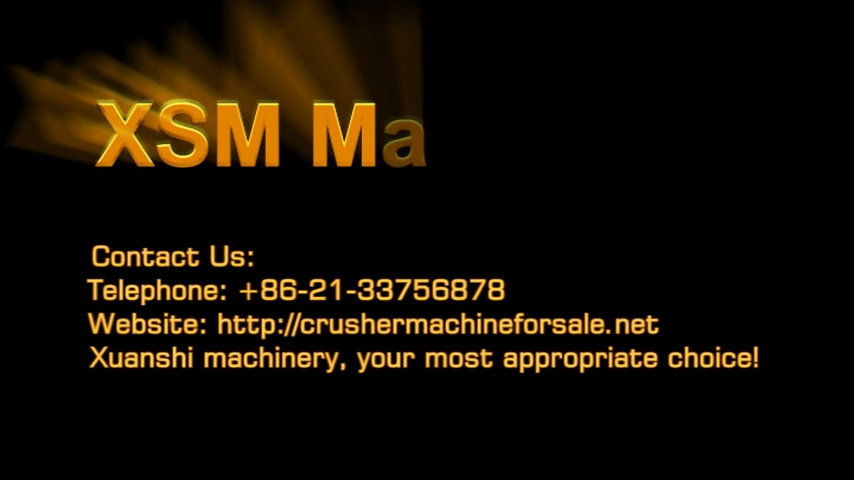 XSM Ma
Contact Us:
Telephone: +86-21-33756878
Website: http://crushermachineforsale.net
Xuanshi machinery, your most appropriate choice!